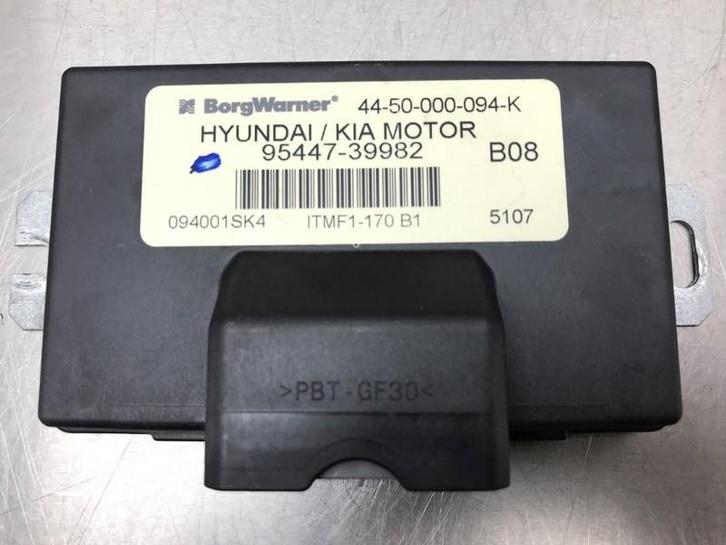 BorgWarner® 44-50-000-094-K
HYUNDAI / KIA MOTOR
95447-39982 B08
094001SK4 ITMF1-170 B1 5107
>PBT-GF30<